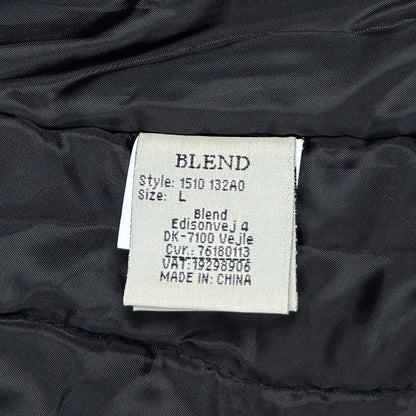 BLEND
Style: 1510 132A0
Size: L
Blend
Edisonvej 4
DK-7100 Vejle
Cvr.: 76180113
VAT: 19298906
MADE IN: CHINA